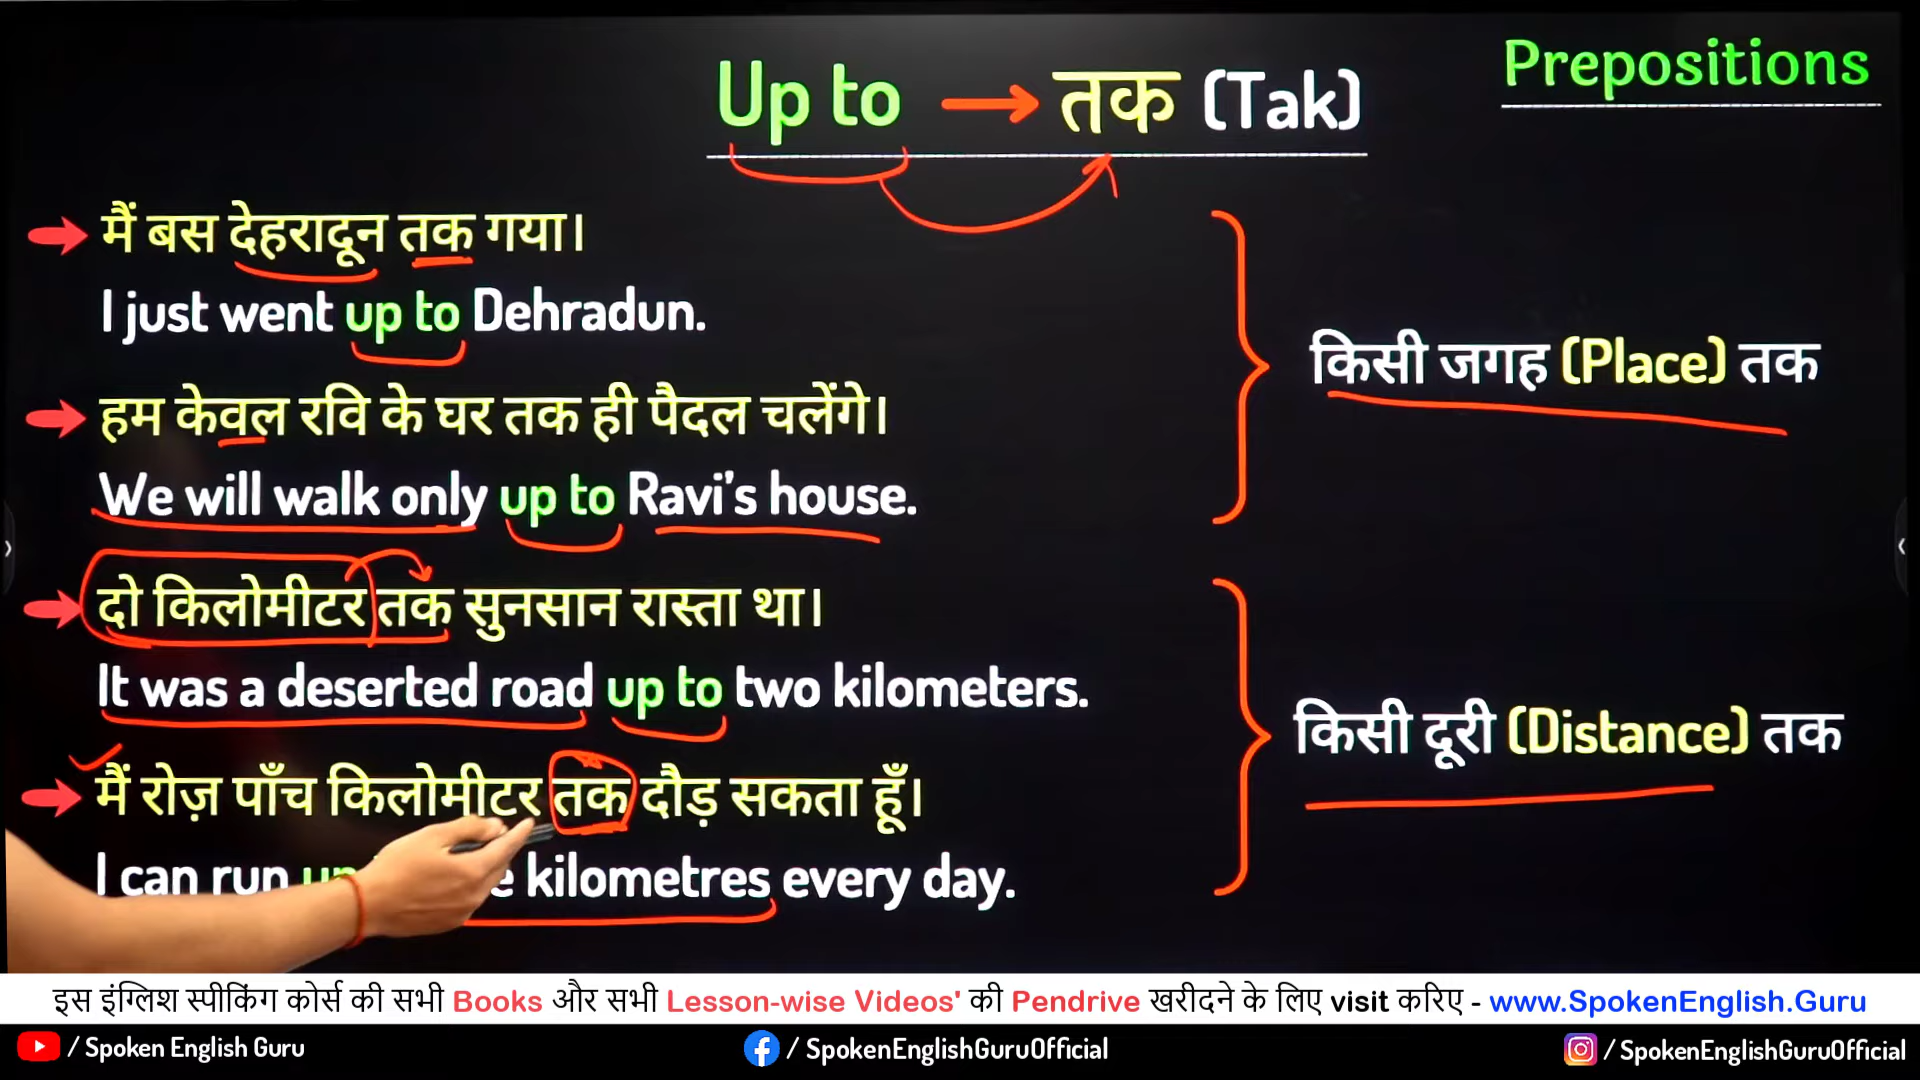 Prepositions
Up to → तक (Tak)
मैं बस देहरादून तक गया।
I just went up to Dehradun.
हम केवल रवि के घर तक ही पैदल चलेंगे।
We will walk only up to Ravi's house.
किसी जगह (Place) तक
दो किलोमीटर तक सुनसान रास्ता था।
It was a deserted road up to two kilometers.
मैं रोज़ पाँच किलोमीटर तक दौड़ सकता हूँ।
I can run kilometres every day.
किसी दूरी (Distance) तक
इस इंग्लिश स्पीकिंग कोर्स की सभी Books और सभी Lesson-wise Videos' की Pendrive खरीदने के लिए visit करिए - www.SpokenEnglish.Guru
/ Spoken English Guru
/ SpokenEnglishGuruOfficial
/ SpokenEnglishGuruOfficial